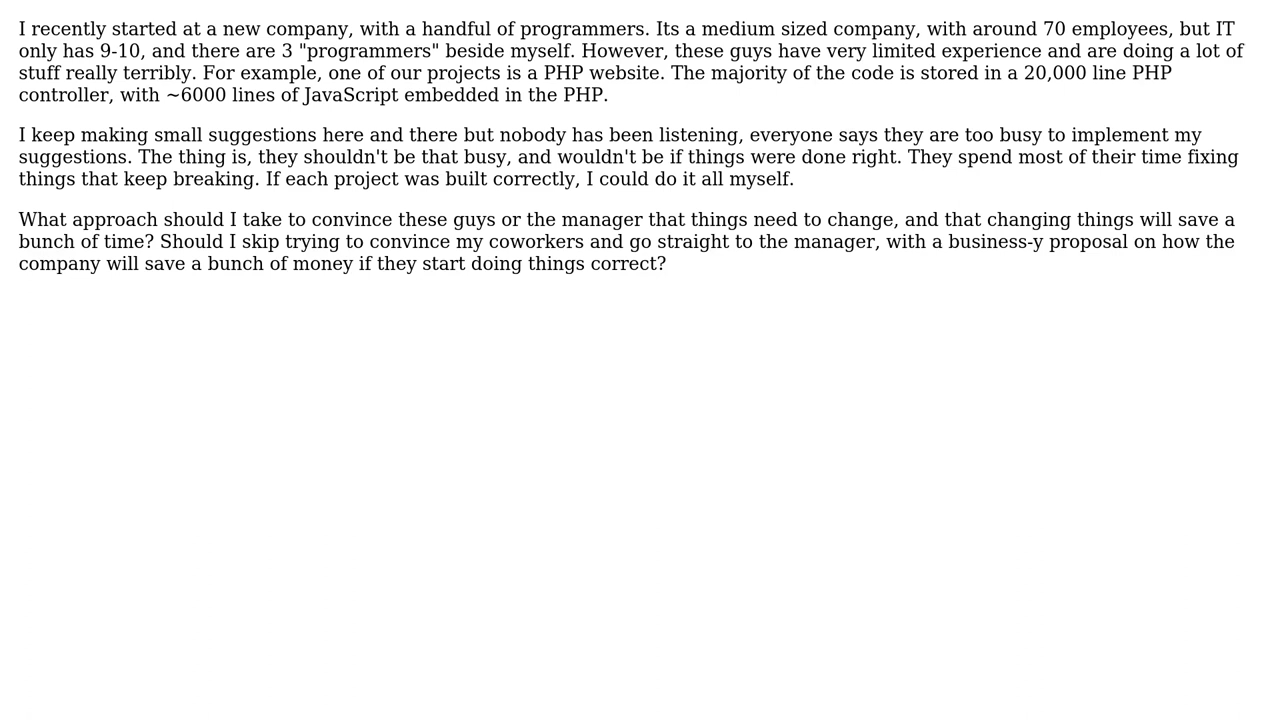 I recently started at a new company, with a handful of programmers. Its a medium sized company, with around 70 employees, but IT
only has 9-10, and there are 3 "programmers" beside myself. However, these guys have very limited experience and are doing a lot of
stuff really terribly. For example, one of our projects is a PHP website. The majority of the code is stored in a 20,000 line PHP
controller, with ~6000 lines of JavaScript embedded in the PHP.
I keep making small suggestions here and there but nobody has been listening, everyone says they are too busy to implement my
suggestions. The thing is, they shouldn't be that busy, and wouldn't be if things were done right. They spend most of their time fixing
things that keep breaking. If each project was built correctly, I could do it all myself.
What approach should I take to convince these guys or the manager that things need to change, and that changing things will save a
bunch of time? Should I skip trying to convince my coworkers and go straight to the manager, with a business-y proposal on how the
company will save a bunch of money if they start doing things correct?